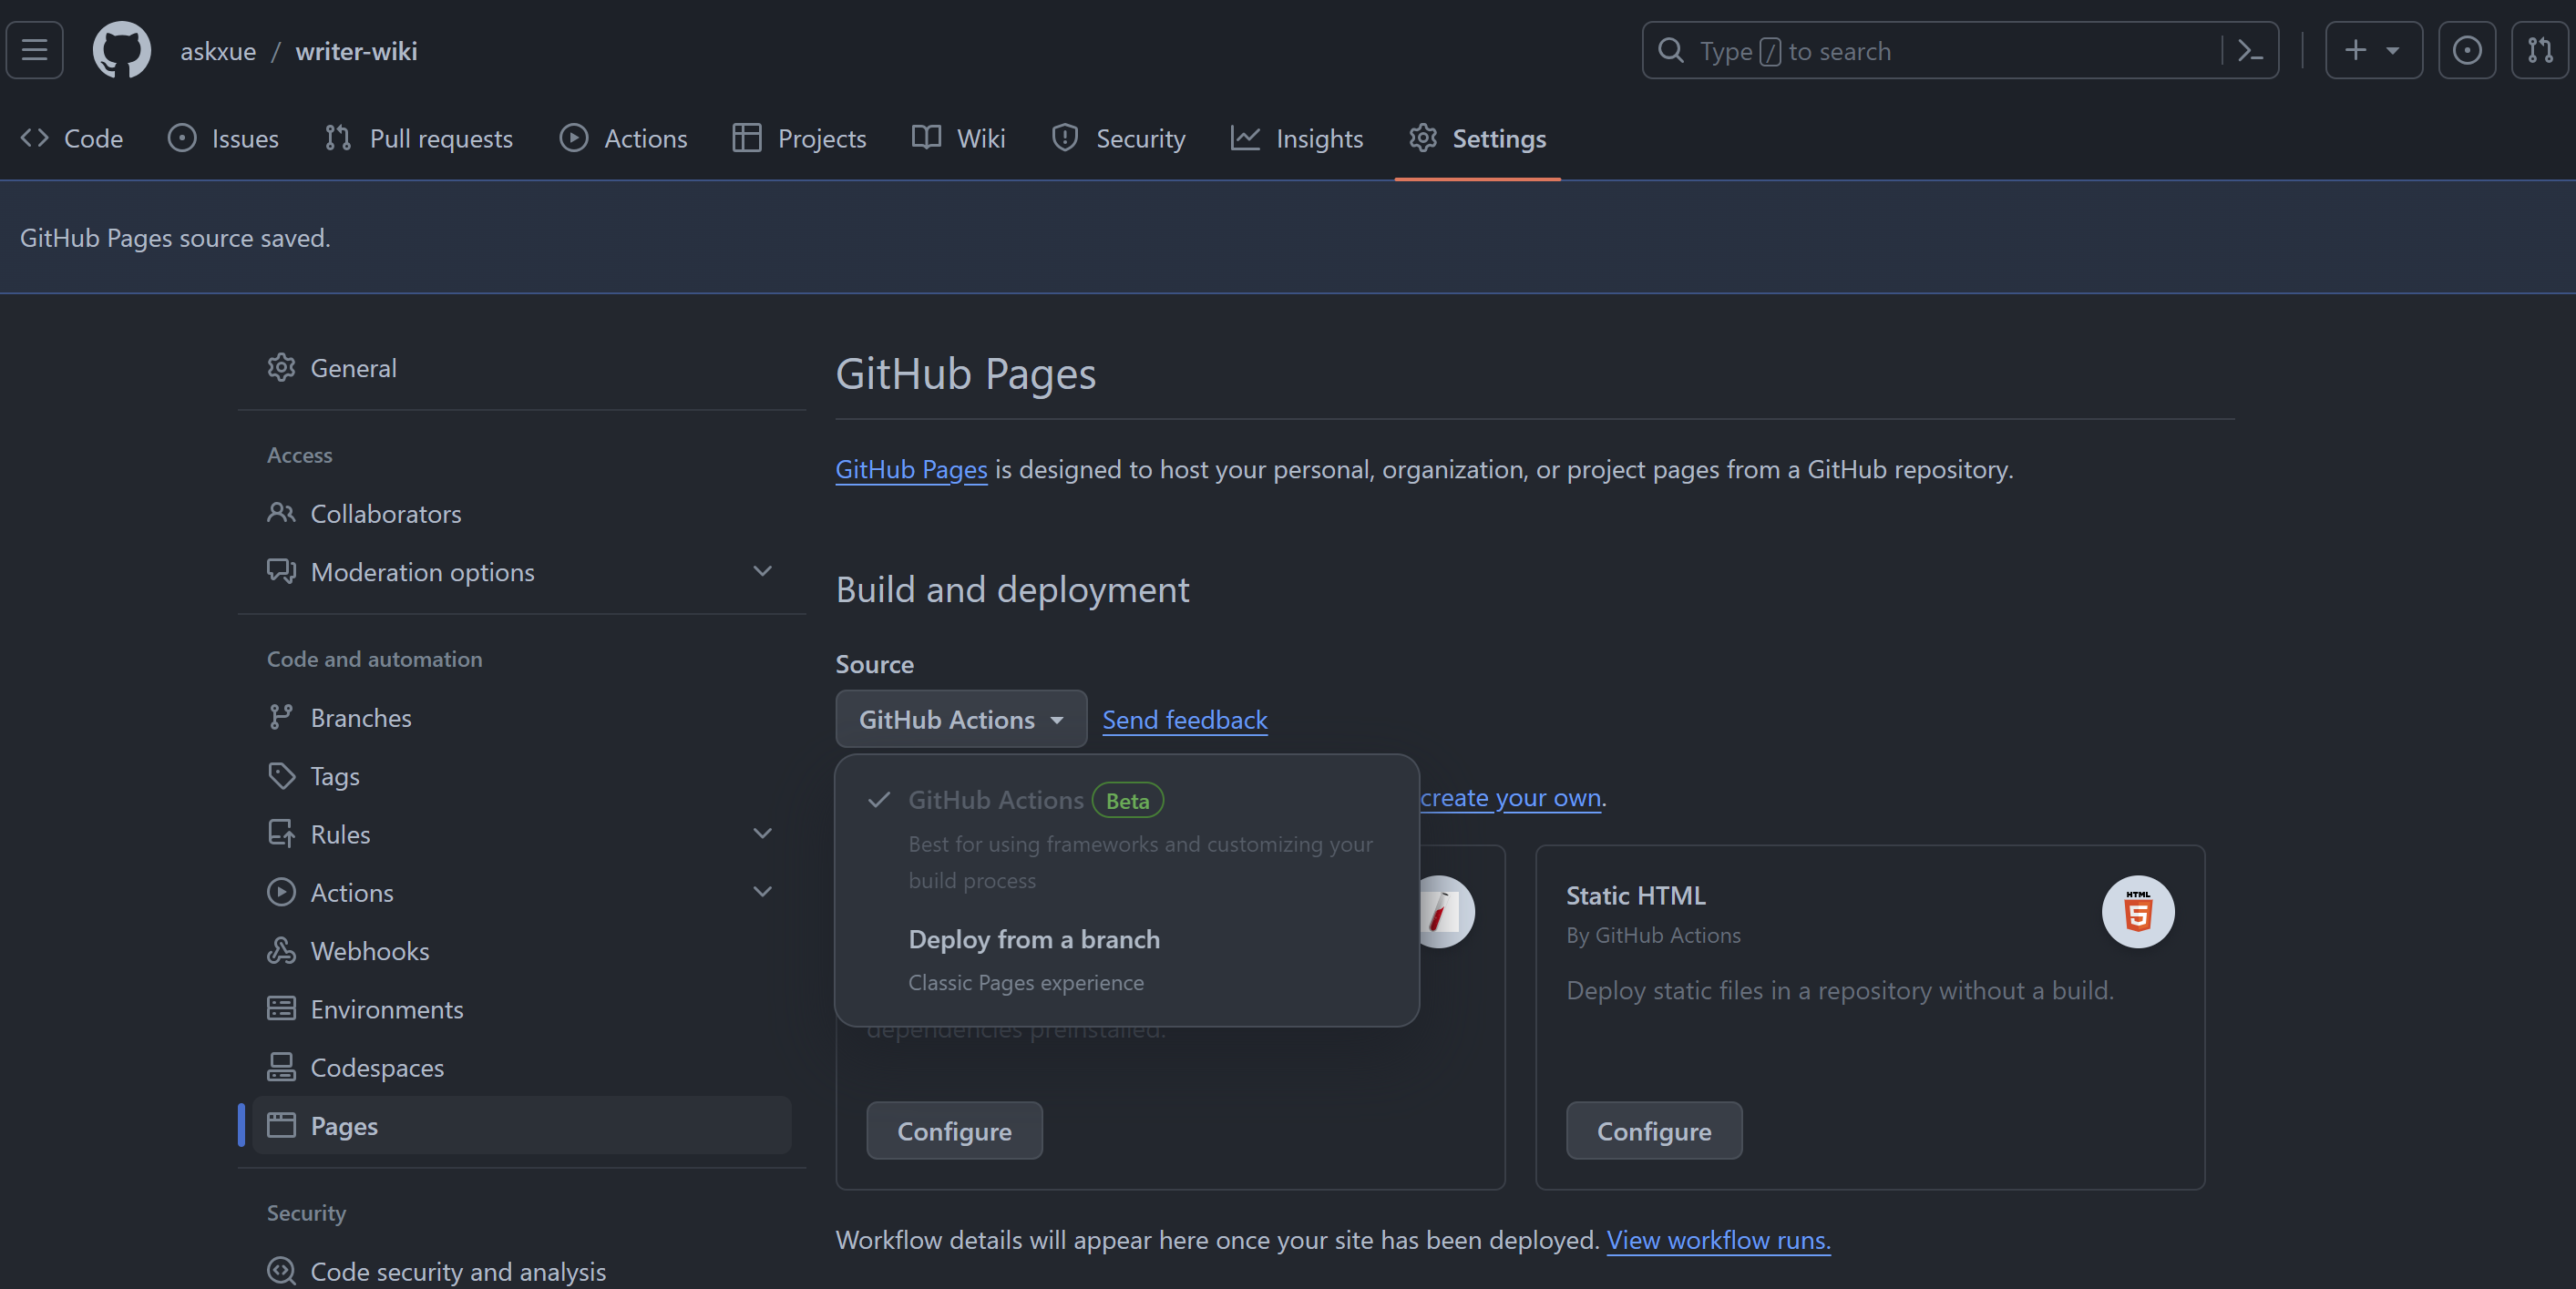 askxue / writer-wiki
Type / to search
Code Issues Pull requests Actions Projects Wiki Security Insights Settings
GitHub Pages source saved.
General
Access
Collaborators
Moderation options
Code and automation
Branches
Tags
Rules
Actions
Webhooks
Environments
Codespaces
Pages
Security
Code security and analysis
GitHub Pages
GitHub Pages is designed to host your personal, organization, or project pages from a GitHub repository.
Build and deployment
Source
GitHub Actions Send feedback
GitHub Actions Beta
Best for using frameworks and customizing your
build process
Deploy from a branch
Classic Pages experience
create your own.
dependencies preinstalled.
Configure
Static HTML
By GitHub Actions
HTML
5
Deploy static files in a repository without a build.
Configure
Workflow details will appear here once your site has been deployed. View workflow runs.